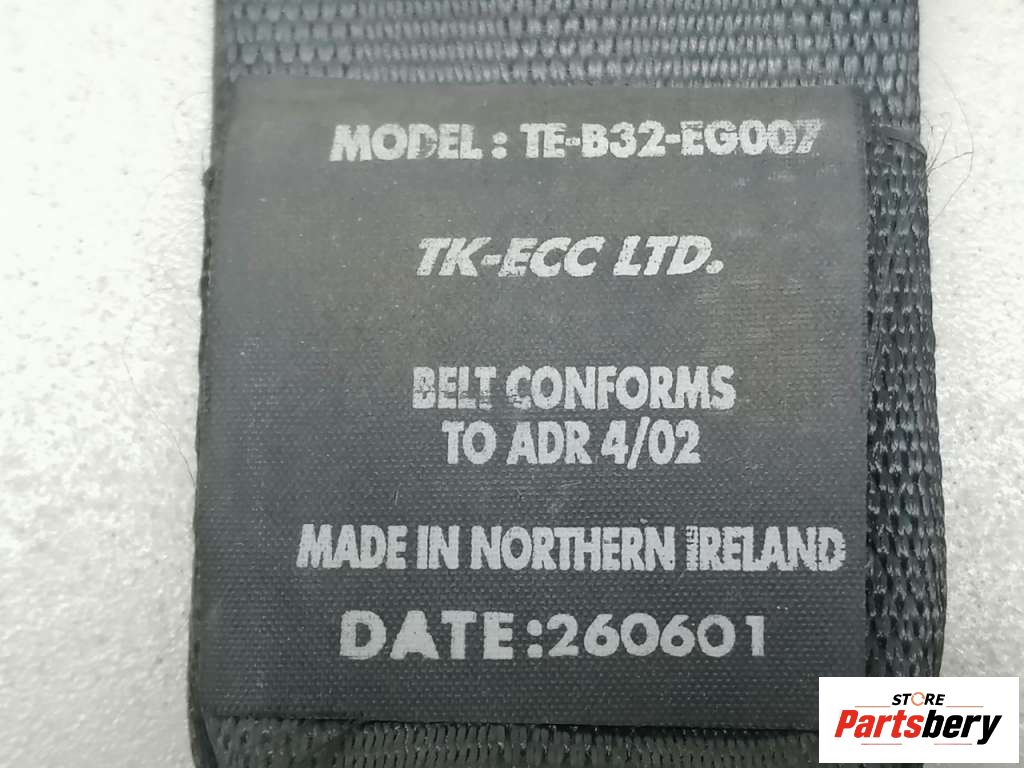 MODEL: TE-B32-EG007
TK-ECC LTD.
BELT CONFORMS
TO ADR 4/02
MADE IN NORTHERN IRELAND
DATE:260601
STORE
Partsbery